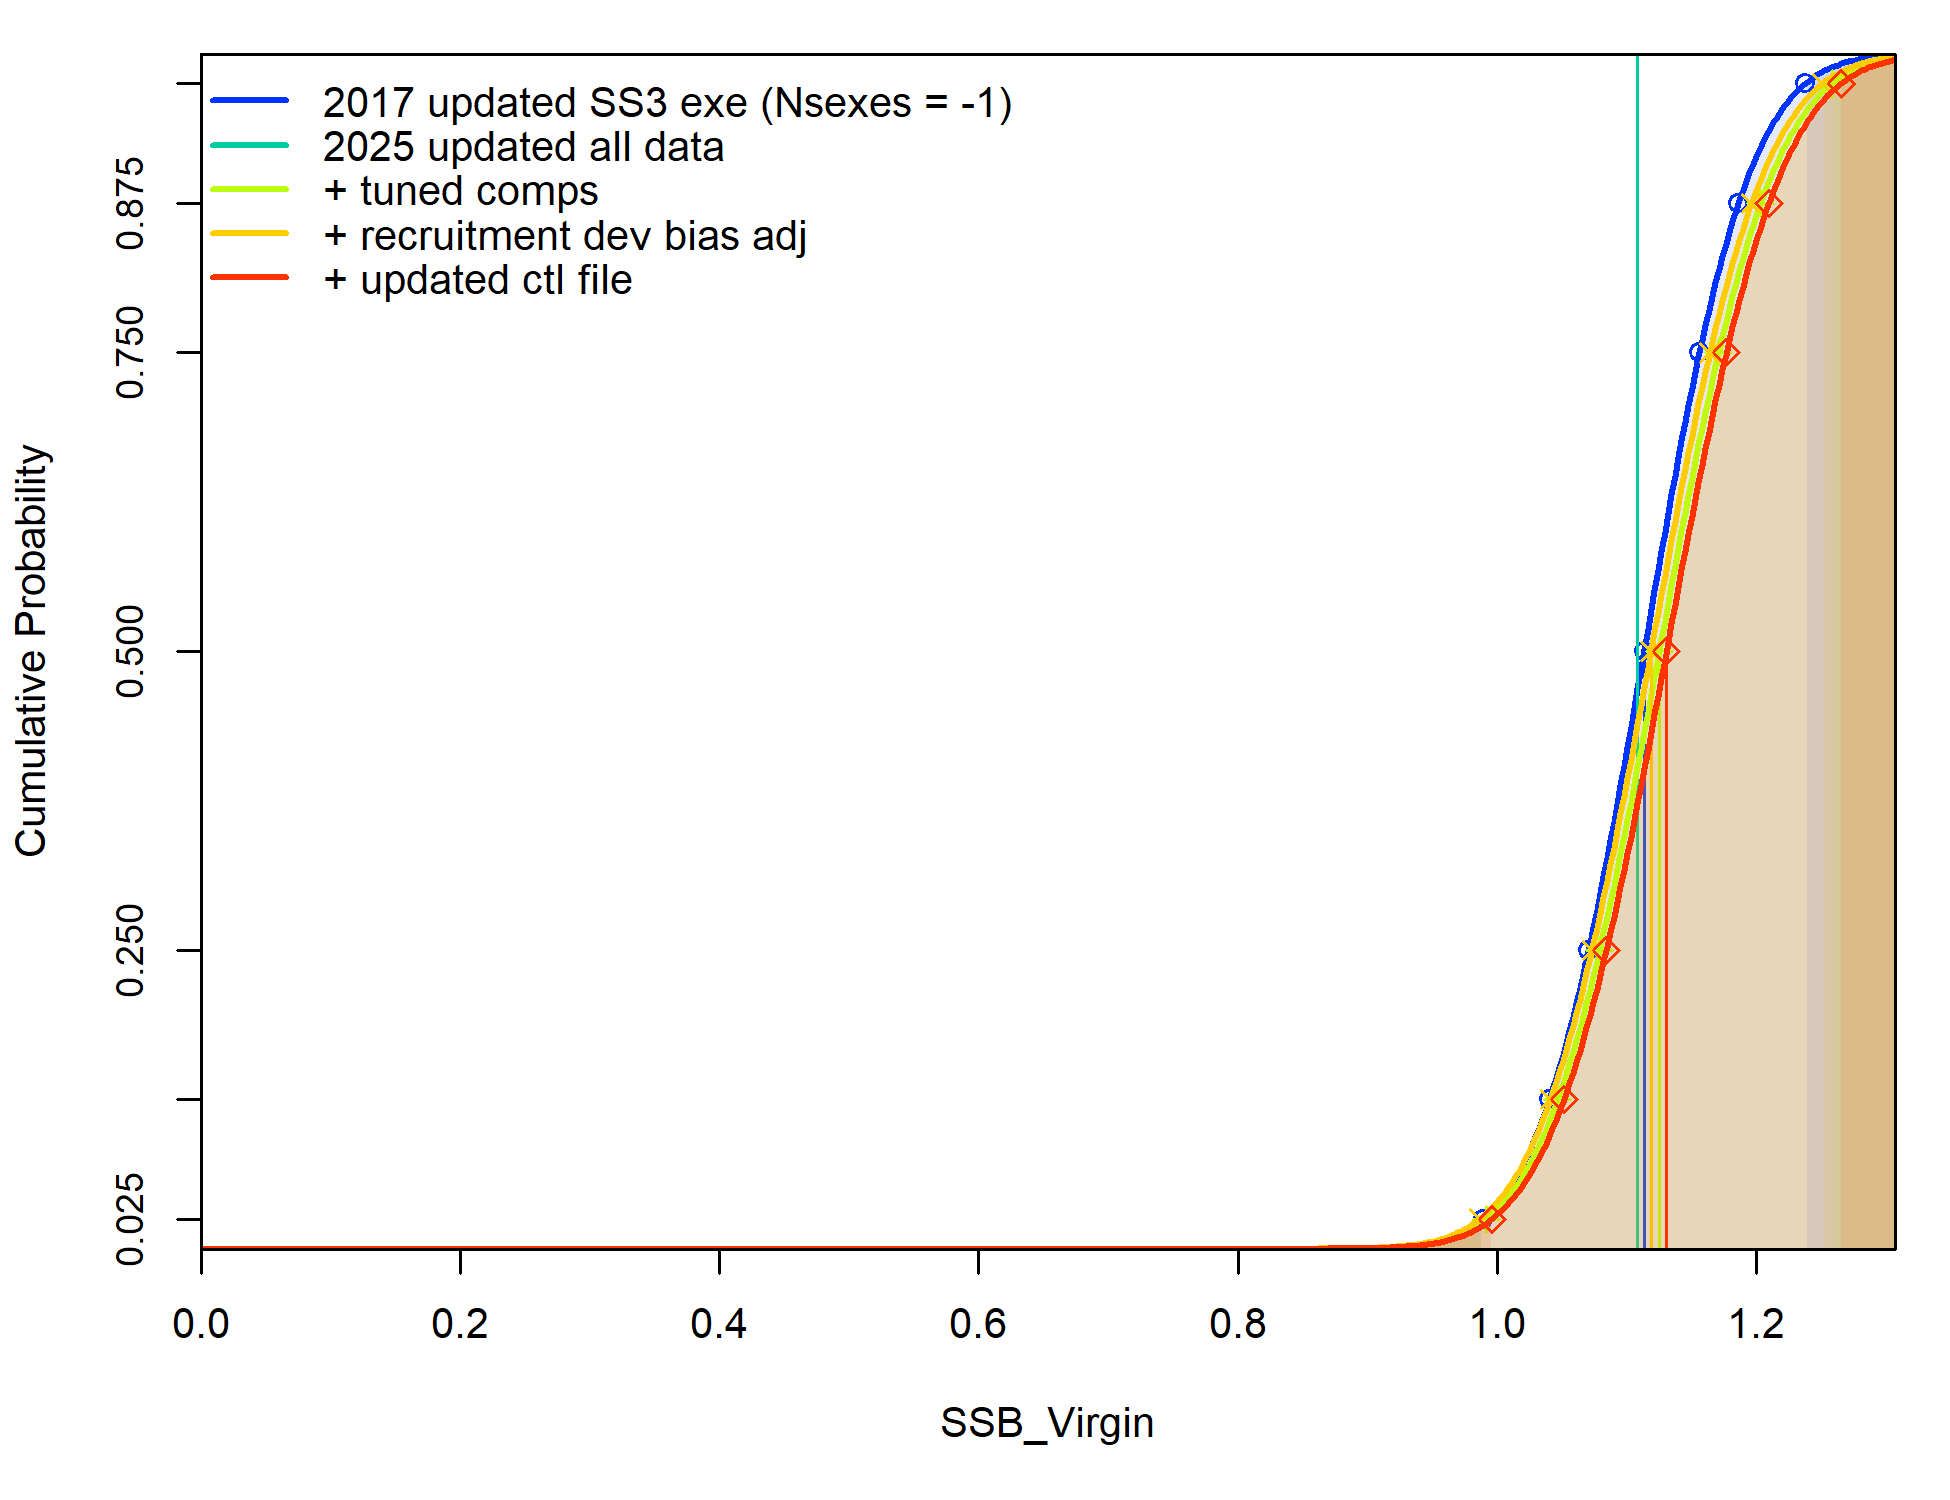 2017 updated SS3 exe (Nsexes = -1)
2025 updated all data
+ tuned comps
+ recruitment dev bias adj
+ updated ctl file
Cumulative Probability
0.875
0.750
0.500
0.250
0.025
0.0 0.2 0.4 0.6 0.8 1.0 1.2
SSB_Virgin